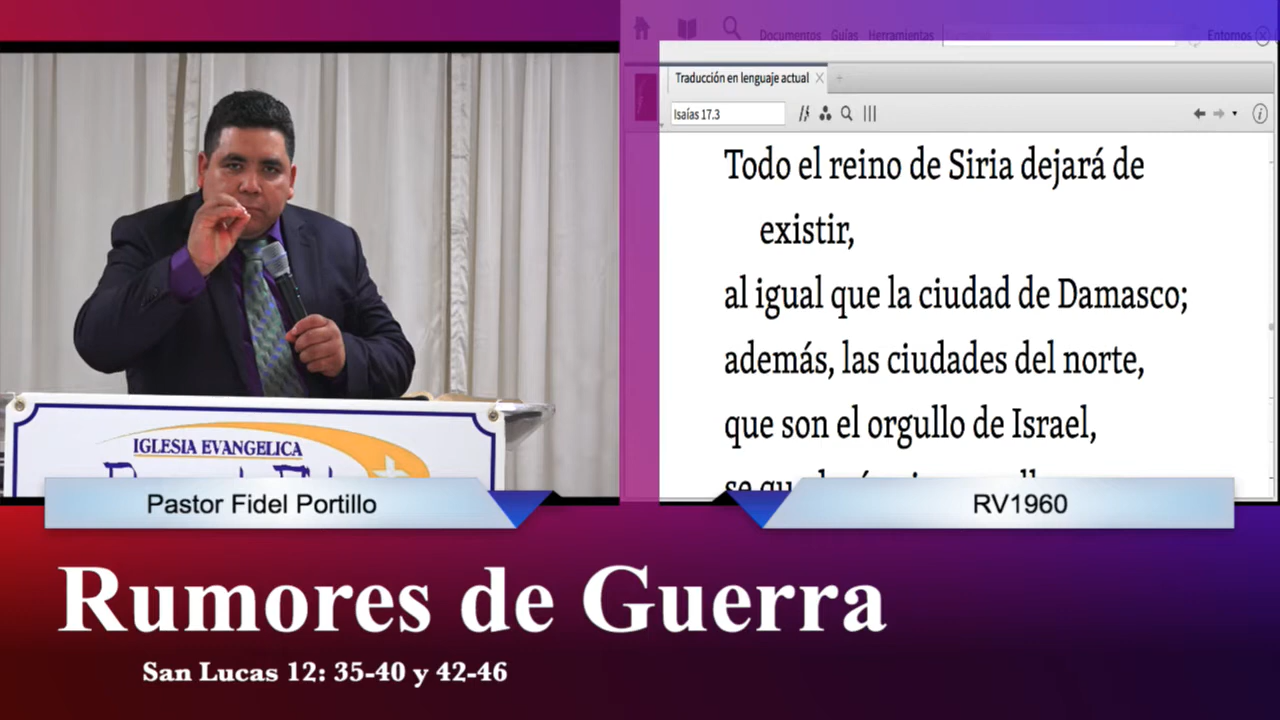 Documentos Guías Herramientas
Entornos
Traducción en lenguaje actual
Isaías 17.3
Todo el reino de Siria dejará de
existir,
al igual que la ciudad de Damasco;
además, las ciudades del norte,
que son el orgullo de Israel,
IGLESIA EVANGELICA
Pastor Fidel Portillo
RV1960
Rumores de Guerra
San Lucas 12: 35-40 y 42-46